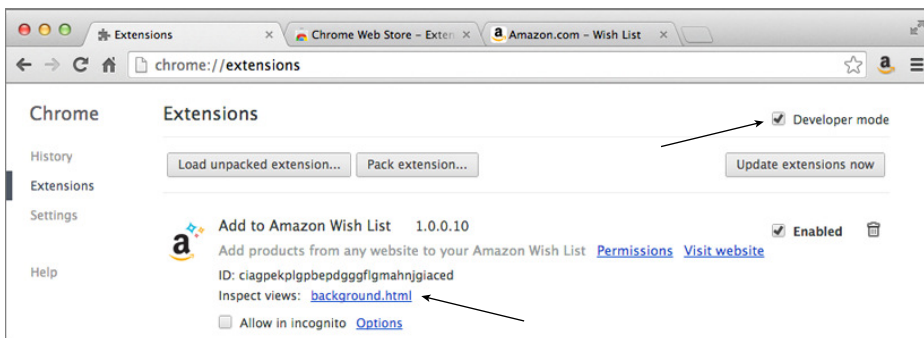 Extensions
Chrome Web Store – Exten
Amazon.com – Wish List
chrome://extensions
Chrome
Extensions
Developer mode
History
Load unpacked extension...
Pack extension...
Update extensions now
Extensions
Settings
Add to Amazon Wish List 1.0.0.10
Enabled
Add products from any website to your Amazon Wish List Permissions Visit website
Help
ID: ciagpekplgpbepdgggflgmahnjgiaced
Inspect views: background.html
Allow in incognito Options